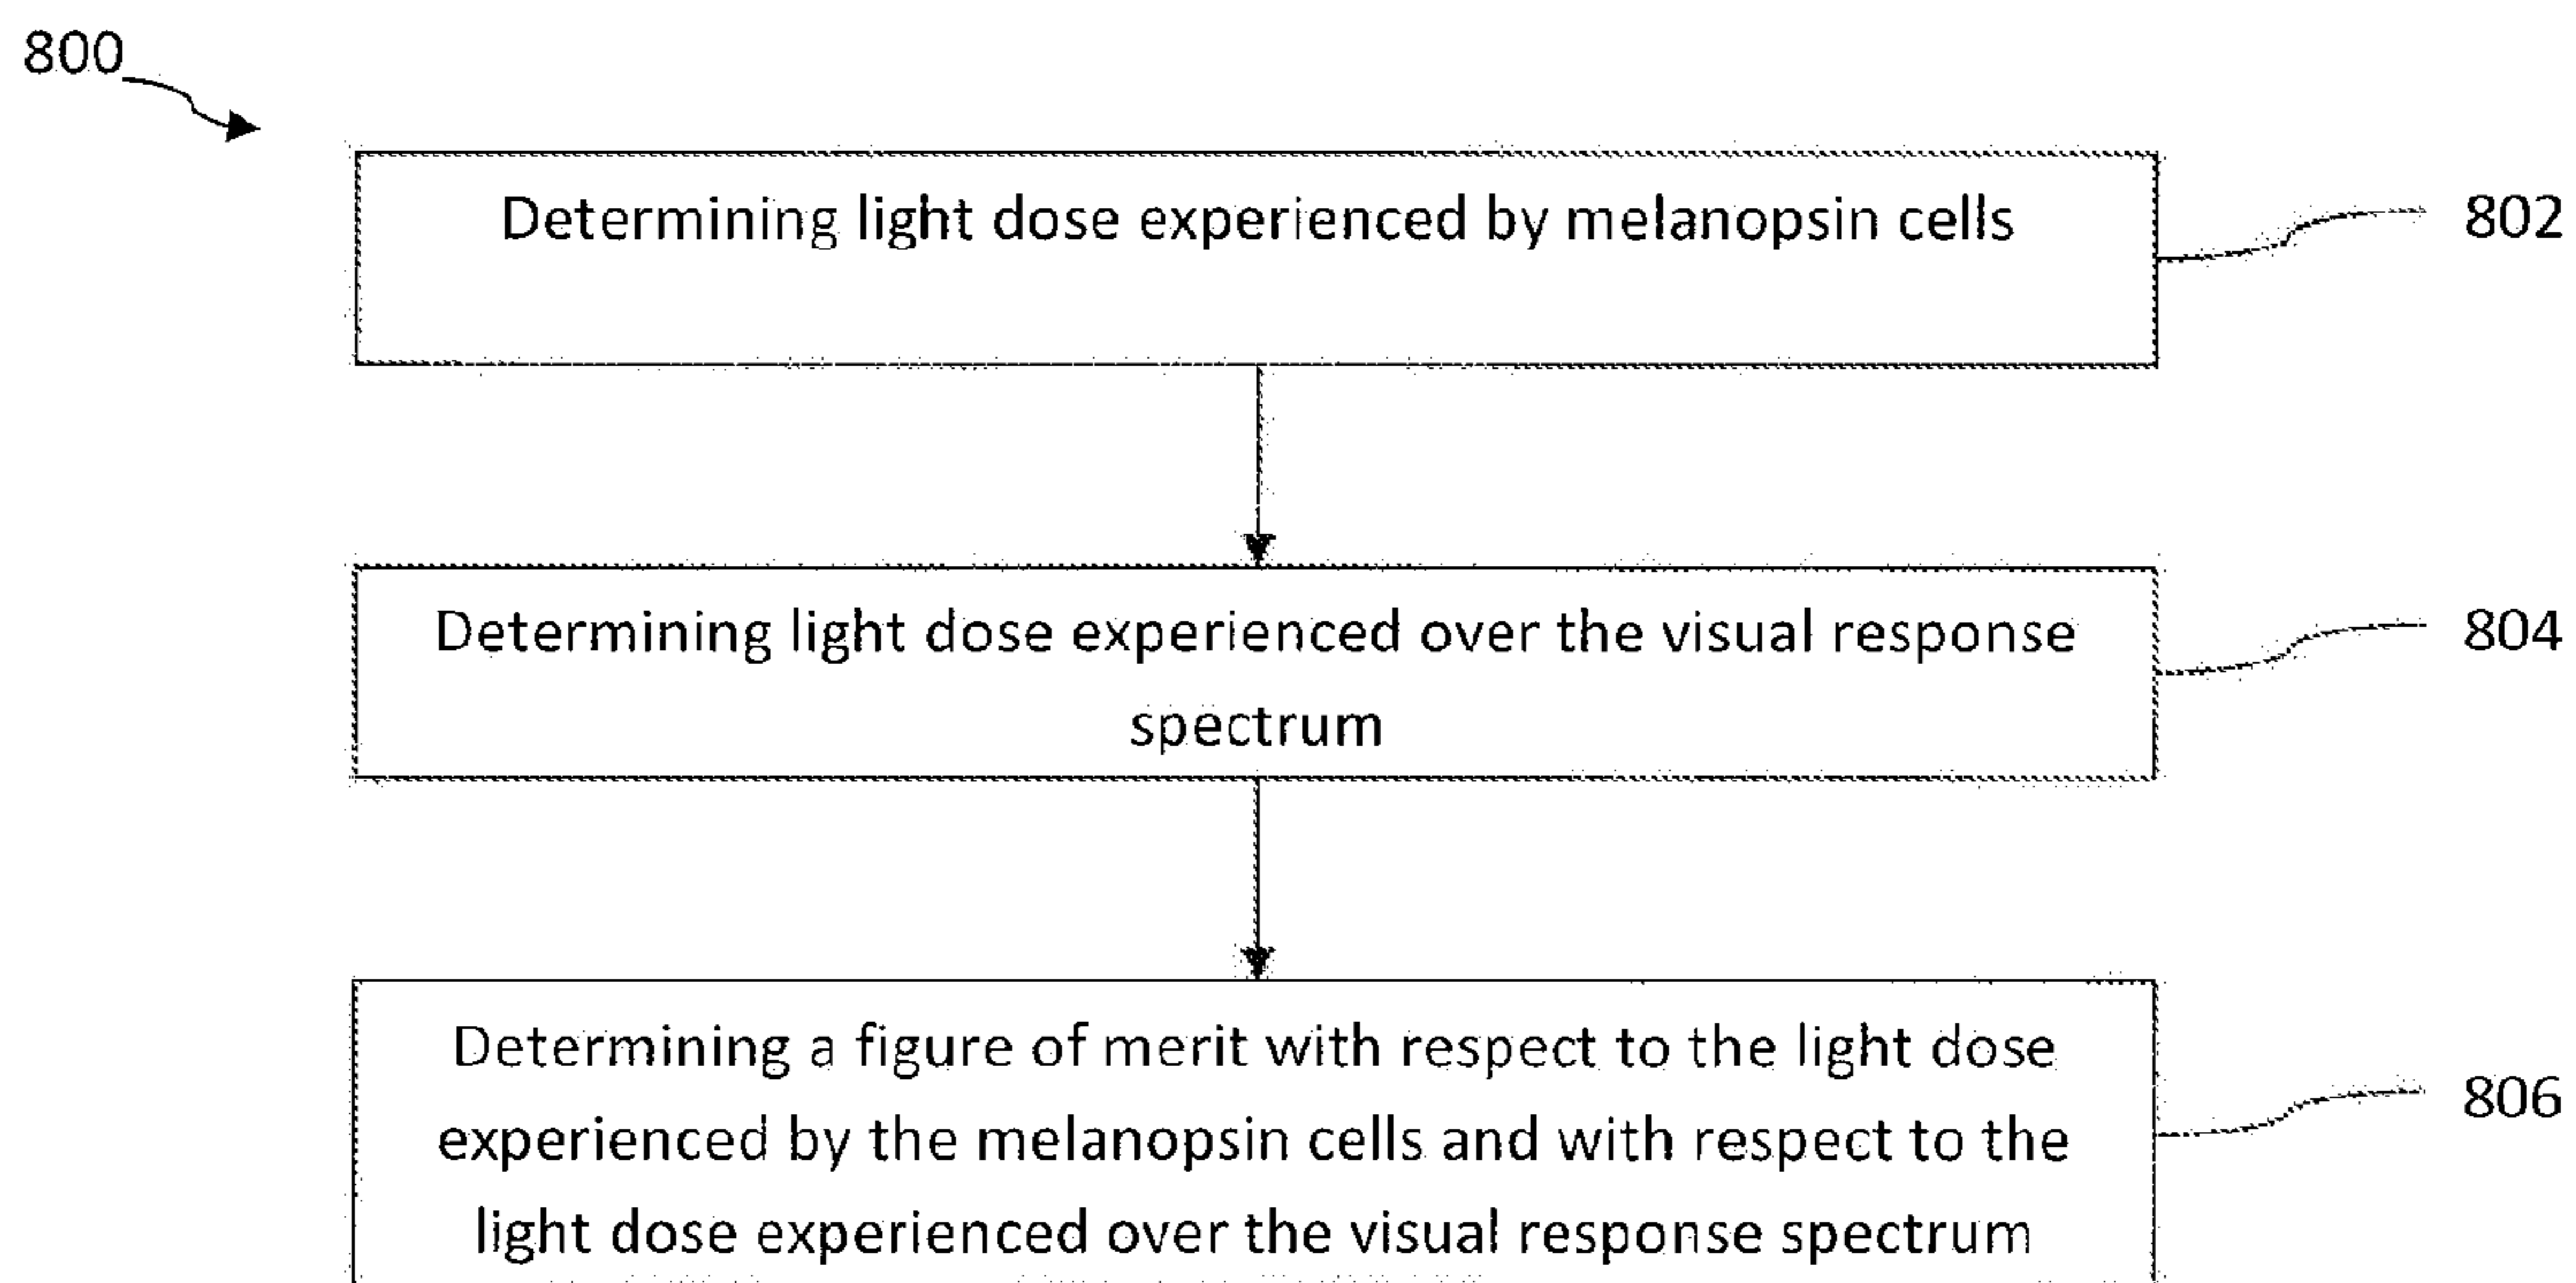 800
Determining light dose experienced by melanopsin cells
802
Determining light dose experienced over the visual response
spectrum
804
Determining a figure of merit with respect to the light dose
experienced by the melanopsin cells and with respect to the
light dose experienced over the visual response spectrum
806